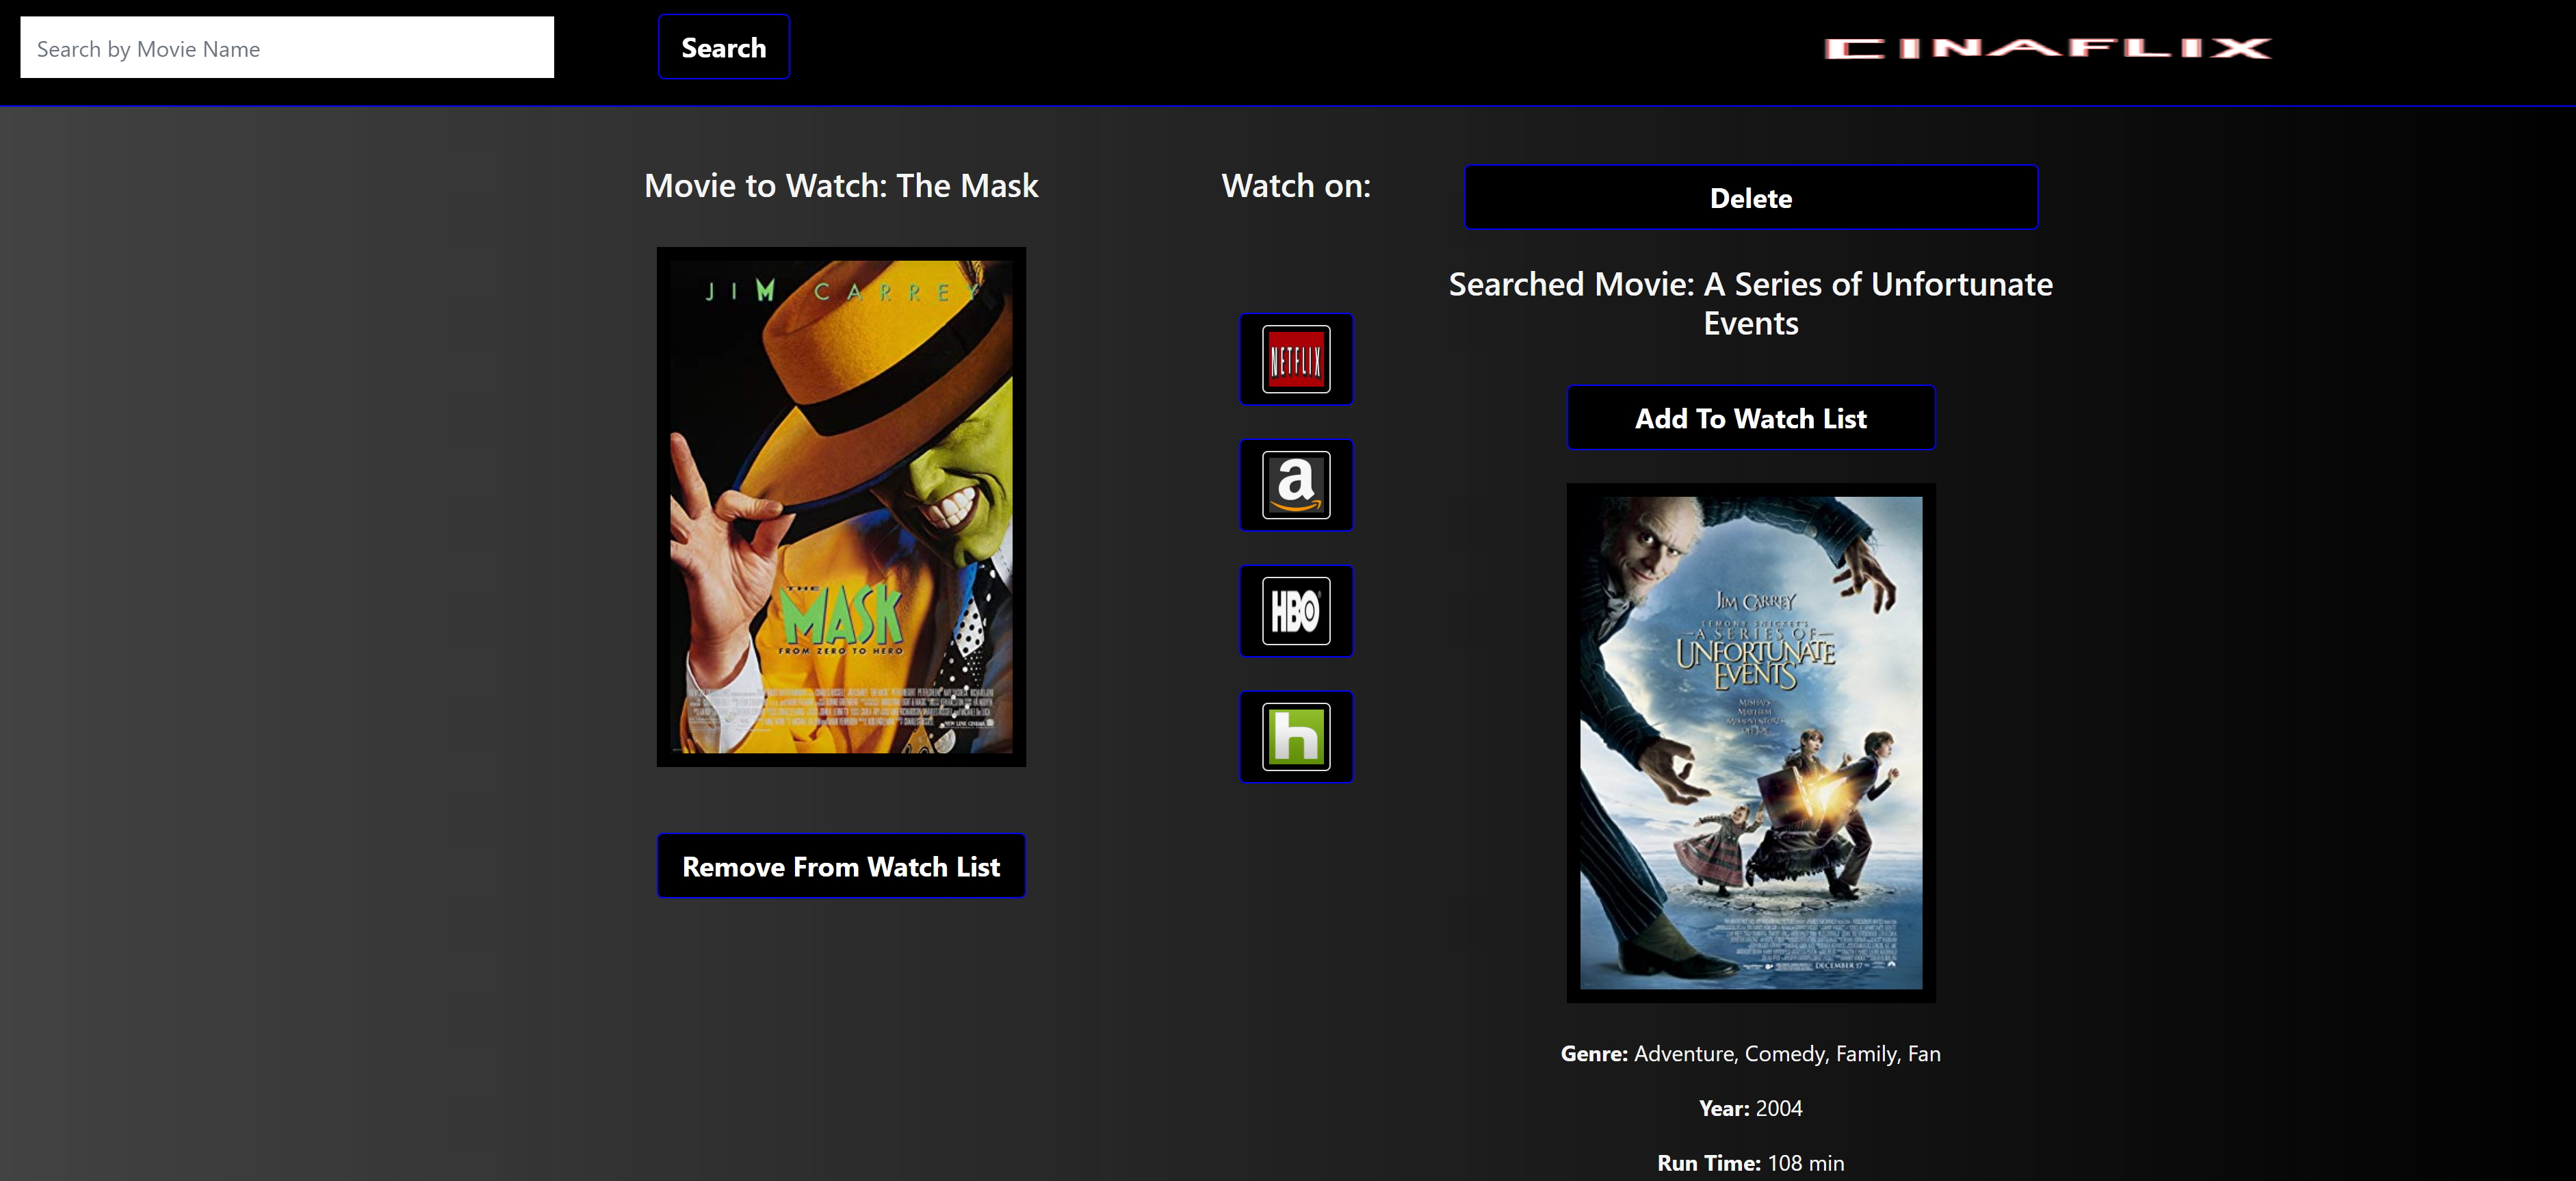 Search by Movie Name
Search
CINAFLIX
Movie to Watch: The Mask
JIM CARREY
THE
MASK
FROM ZERO TO HERO
NEW LINE CINEMA
Remove From Watch List
Watch on:
NETFLIX
a
HBO
h
Delete
Searched Movie: A Series of Unfortunate
Events
Add To Watch List
JIM CARREY
LEMONY SNICKET'S
A SERIES OF
UNFORTUNATE
EVENTS
DECEMBER 17
Genre: Adventure, Comedy, Family, Fan
Year: 2004
Run Time: 108 min